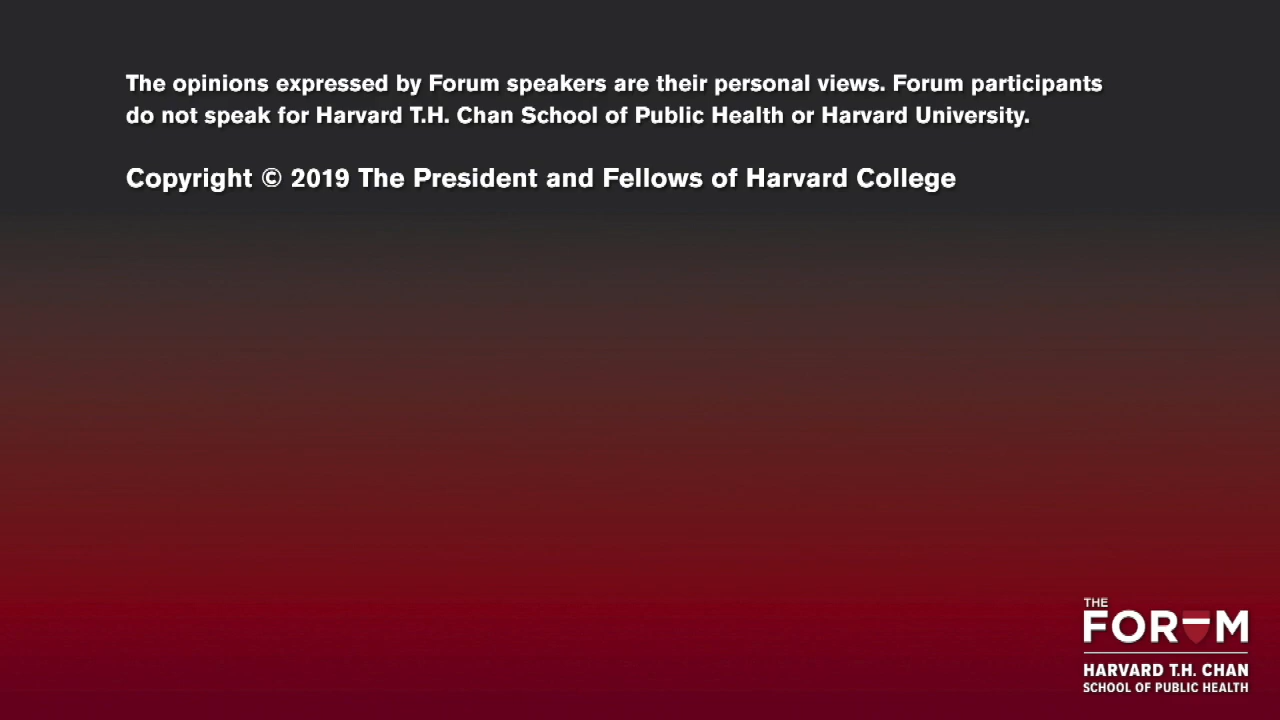 The opinions expressed by Forum speakers are their personal views. Forum participants
do not speak for Harvard T.H. Chan School of Public Health or Harvard University.
Copyright © 2019 The President and Fellows of Harvard College
THE
FORUM
HARVARD T.H. CHAN
SCHOOL OF PUBLIC HEALTH